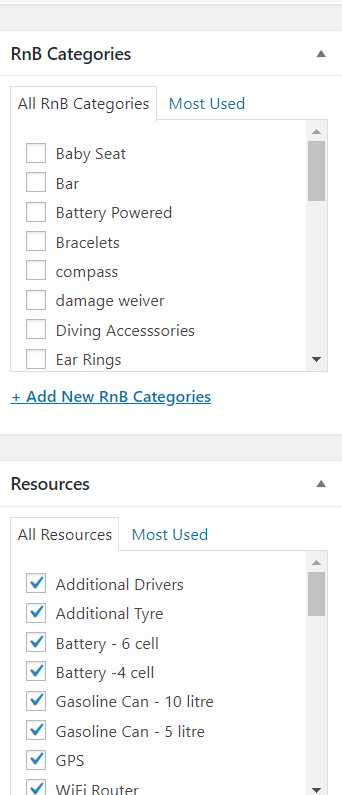 RnB Categories
All RnB Categories Most Used
Baby Seat
Bar
Battery Powered
Bracelets
compass
damage weiver
Diving Accesssories
Ear Rings
+ Add New RnB Categories
Resources
All Resources Most Used
Additional Drivers
Additional Tyre
Battery - 6 cell
Battery -4 cell
Gasoline Can - 10 litre
Gasoline Can - 5 litre
GPS
WiFi Router